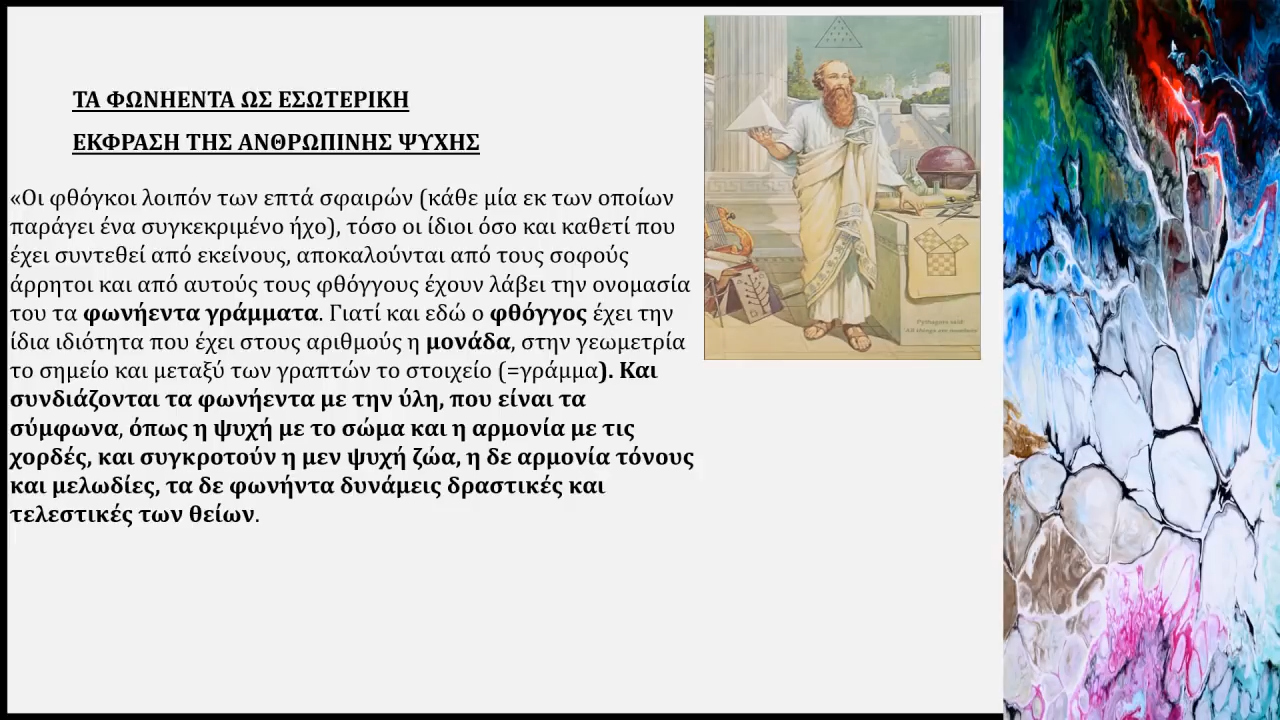 ΤΑ ΦΩΝΗΕΝΤΑ ΩΣ ΕΣΩΤΕΡΙΚΗ
ΕΚΦΡΑΣΗ ΤΗΣ ΑΝΘΡΩΠΙΝΗΣ ΨΥΧΗΣ
«Οι φθόγκοι λοιπόν των επτά σφαιρών (κάθε μία εκ των οποίων
παράγει ένα συγκεκριμένο ήχο), τόσο οι ίδιοι όσο και καθετί που
έχει συντεθεί από εκείνους, αποκαλούνται από τους σοφούς
άρρητοι και από αυτούς τους φθόγγους έχουν λάβει την ονομασία
του τα φωνήεντα γράμματα. Γιατί και εδώ ο φθόγγος έχει την
ίδια ιδιότητα που έχει στους αριθμούς η μονάδα, στην γεωμετρία
το σημείο και μεταξύ των γραπτών το στοιχείο (=γράμμα). Και
συνδιάζονται τα φωνήεντα με την ύλη, που είναι τα
σύμφωνα, όπως η ψυχή με το σώμα και η αρμονία με τις
χορδές, και συγκροτούν η μεν ψυχή ζώα, η δε αρμονία τόνους
και μελωδίες, τα δε φωνήντα δυνάμεις δραστικές και
τελεστικές των θείων.
Pythagoras said
All things are numbers